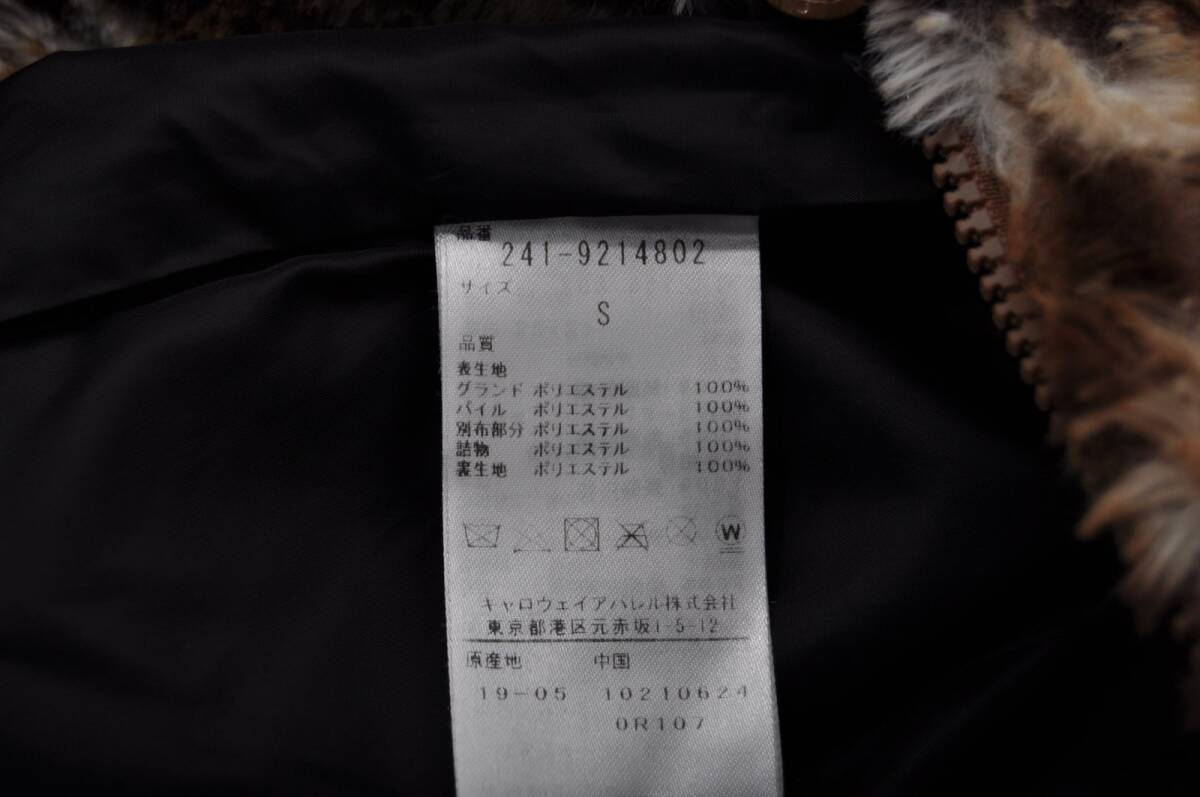 品番
241-9214802
サイズ
S
品質
表生地
グランド ポリエステル 100%
パイル ポリエステル 100%
別布部分 ポリエステル 100%
詰物 ポリエステル 100%
裏生地 ポリエステル 100%
W
キャロウェイアパレル株式会社
東京都港区元赤坂1-5-12
原産地 中国
19-05 10210624
0R107